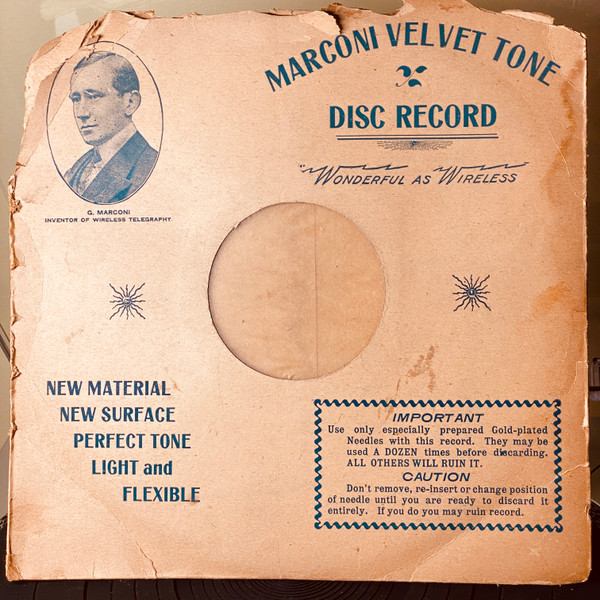 MARCONI VELVET TONE
DISC RECORD
"WONDERFUL AS WIRELESS"
G. MARCONI
INVENTOR OF WIRELESS TELEGRAPHY
NEW MATERIAL
NEW SURFACE
PERFECT TONE
LIGHT and
FLEXIBLE
IMPORTANT
Use only especially prepared Gold-plated
Needles with this record. They may be
used A DOZEN times before discarding.
ALL OTHERS WILL RUIN IT.
CAUTION
Don't remove, re-insert or change position
of needle until you are ready to discard it
entirely. If you do you may ruin record.